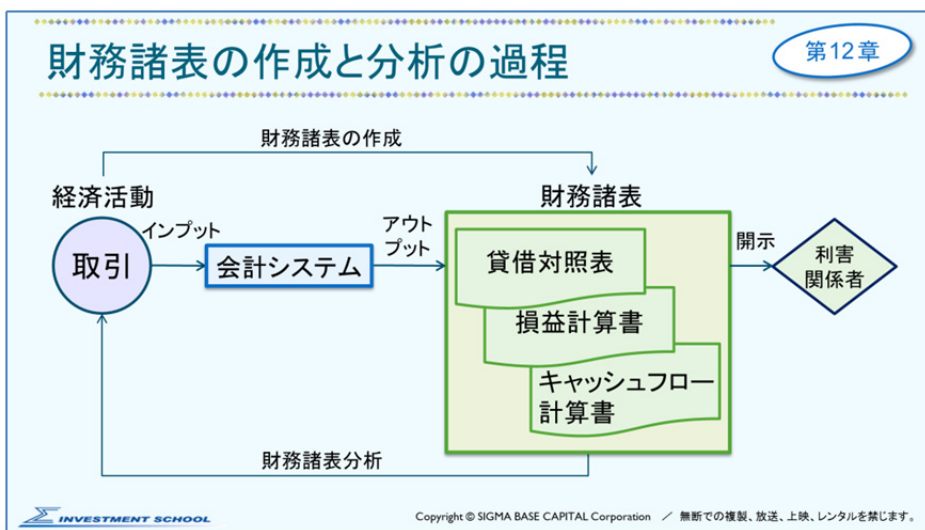 財務諸表の作成と分析の過程
第12章
財務諸表の作成
経済活動
財務諸表
取引
インプット
会計システム
アウト
プット
貸借対照表
損益計算書
キャッシュフロー
計算書
開示
利害
関係者
財務諸表分析
INVESTMENT SCHOOL
Copyright © SIGMA BASE CAPITAL Corporation ／ 無断での複製、放送、上映、レンタルを禁じます。